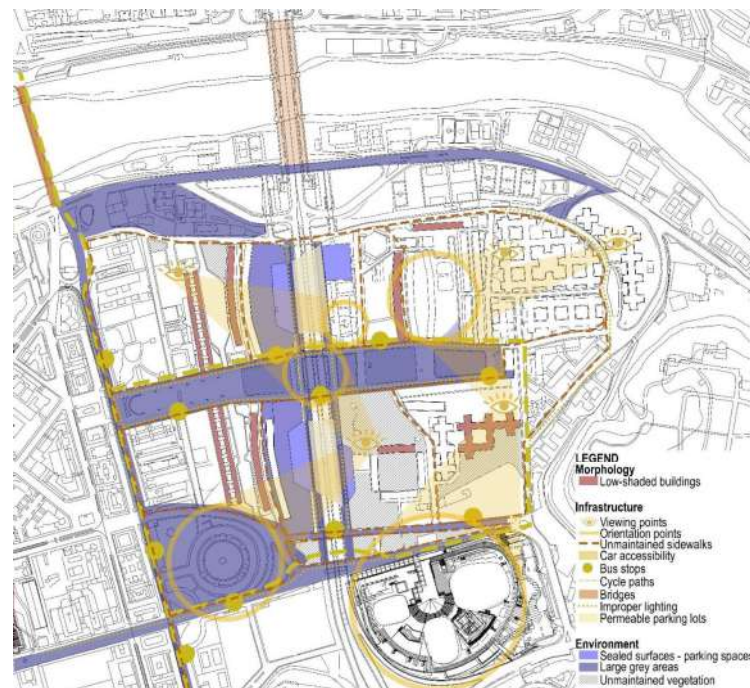 LEGEND
Morphology
Low-shaded buildings
Infrastructure
Viewing points
Orientation points
Unmaintained sidewalks
Car accessibility
Bus stops
Cycle paths
Bridges
Improper lighting
Permeable parking lots
Environment
Sealed surfaces - parking spaces
Large grey areas
Unmaintained vegetation